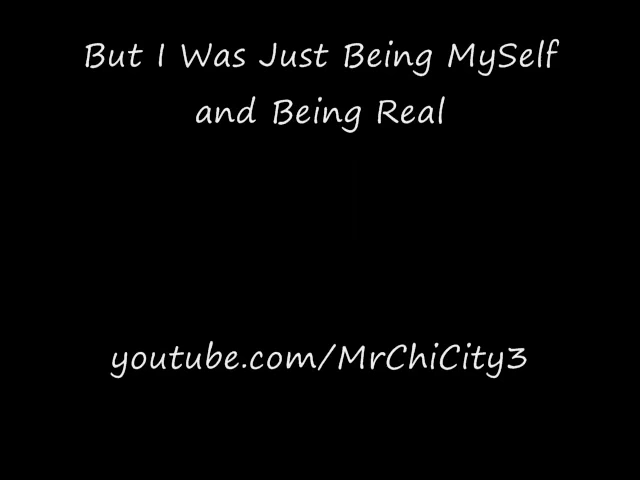 But I Was Just Being MySelf
and Being Real
youtube.com/MrChiCity3